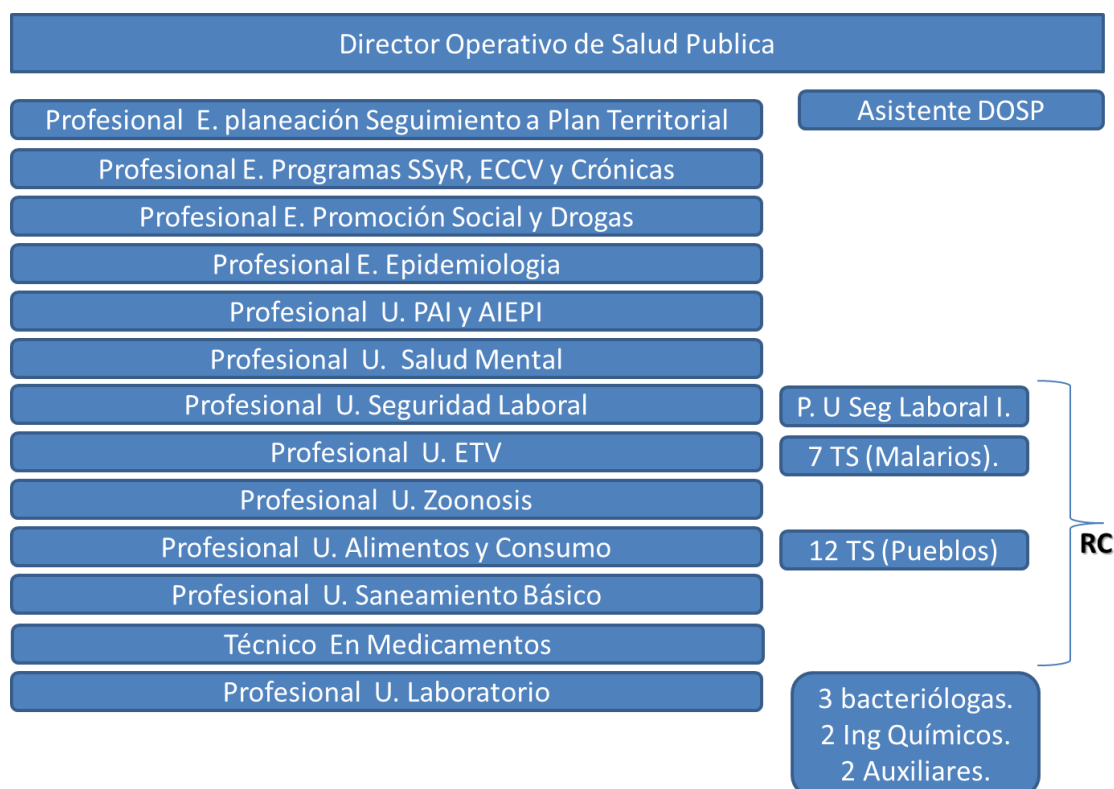 Director Operativo de Salud Publica
Profesional E. planeación Seguimiento a Plan Territorial
Asistente DOSP
Profesional E. Programas SSyR, ECCV y Crónicas
Profesional E. Promoción Social y Drogas
Profesional E. Epidemiologia
Profesional U. PAI y AIEPI
Profesional U. Salud Mental
Profesional U. Seguridad Laboral
P. U Seg Laboral I.
Profesional U. ETV
7 TS (Malarios).
Profesional U. Zoonosis
Profesional U. Alimentos y Consumo
12 TS (Pueblos)
RC
Profesional U. Saneamiento Básico
Técnico En Medicamentos
Profesional U. Laboratorio
3 bacteriólogas.
2 Ing Químicos.
2 Auxiliares.